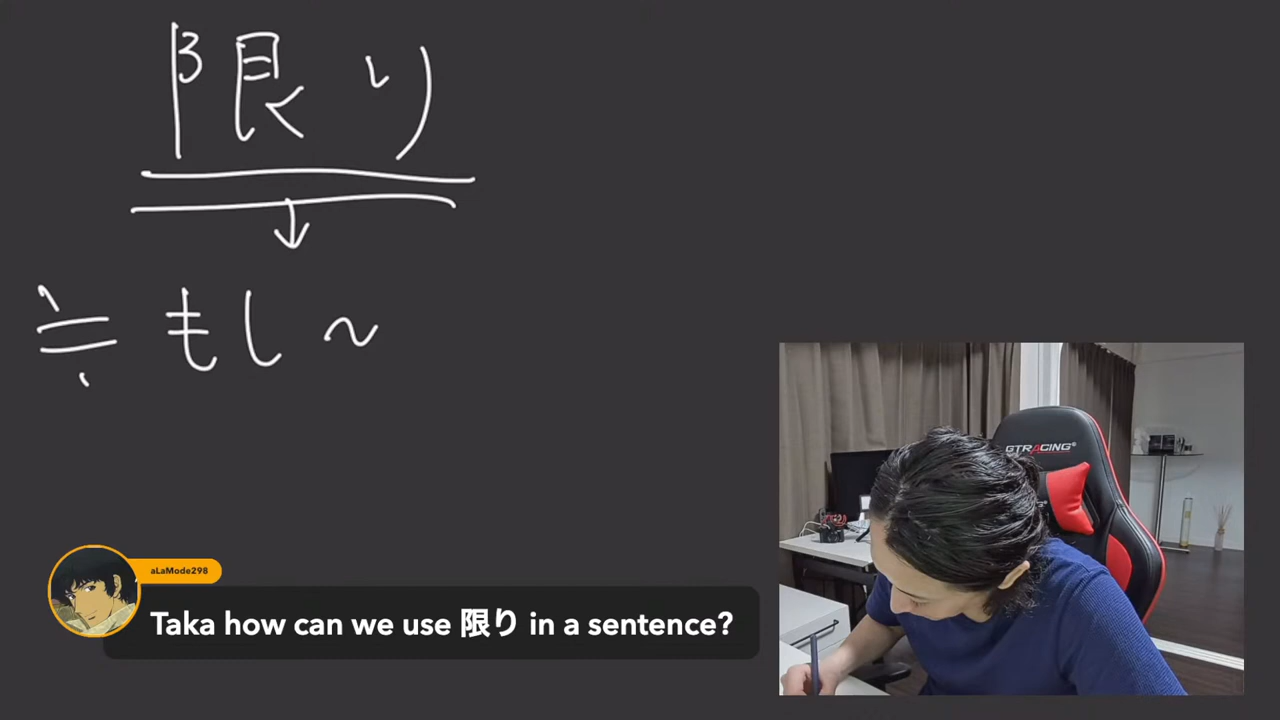 限り
≒ もし ~
GTRACING
aLaMode298
Taka how can we use 限り in a sentence?